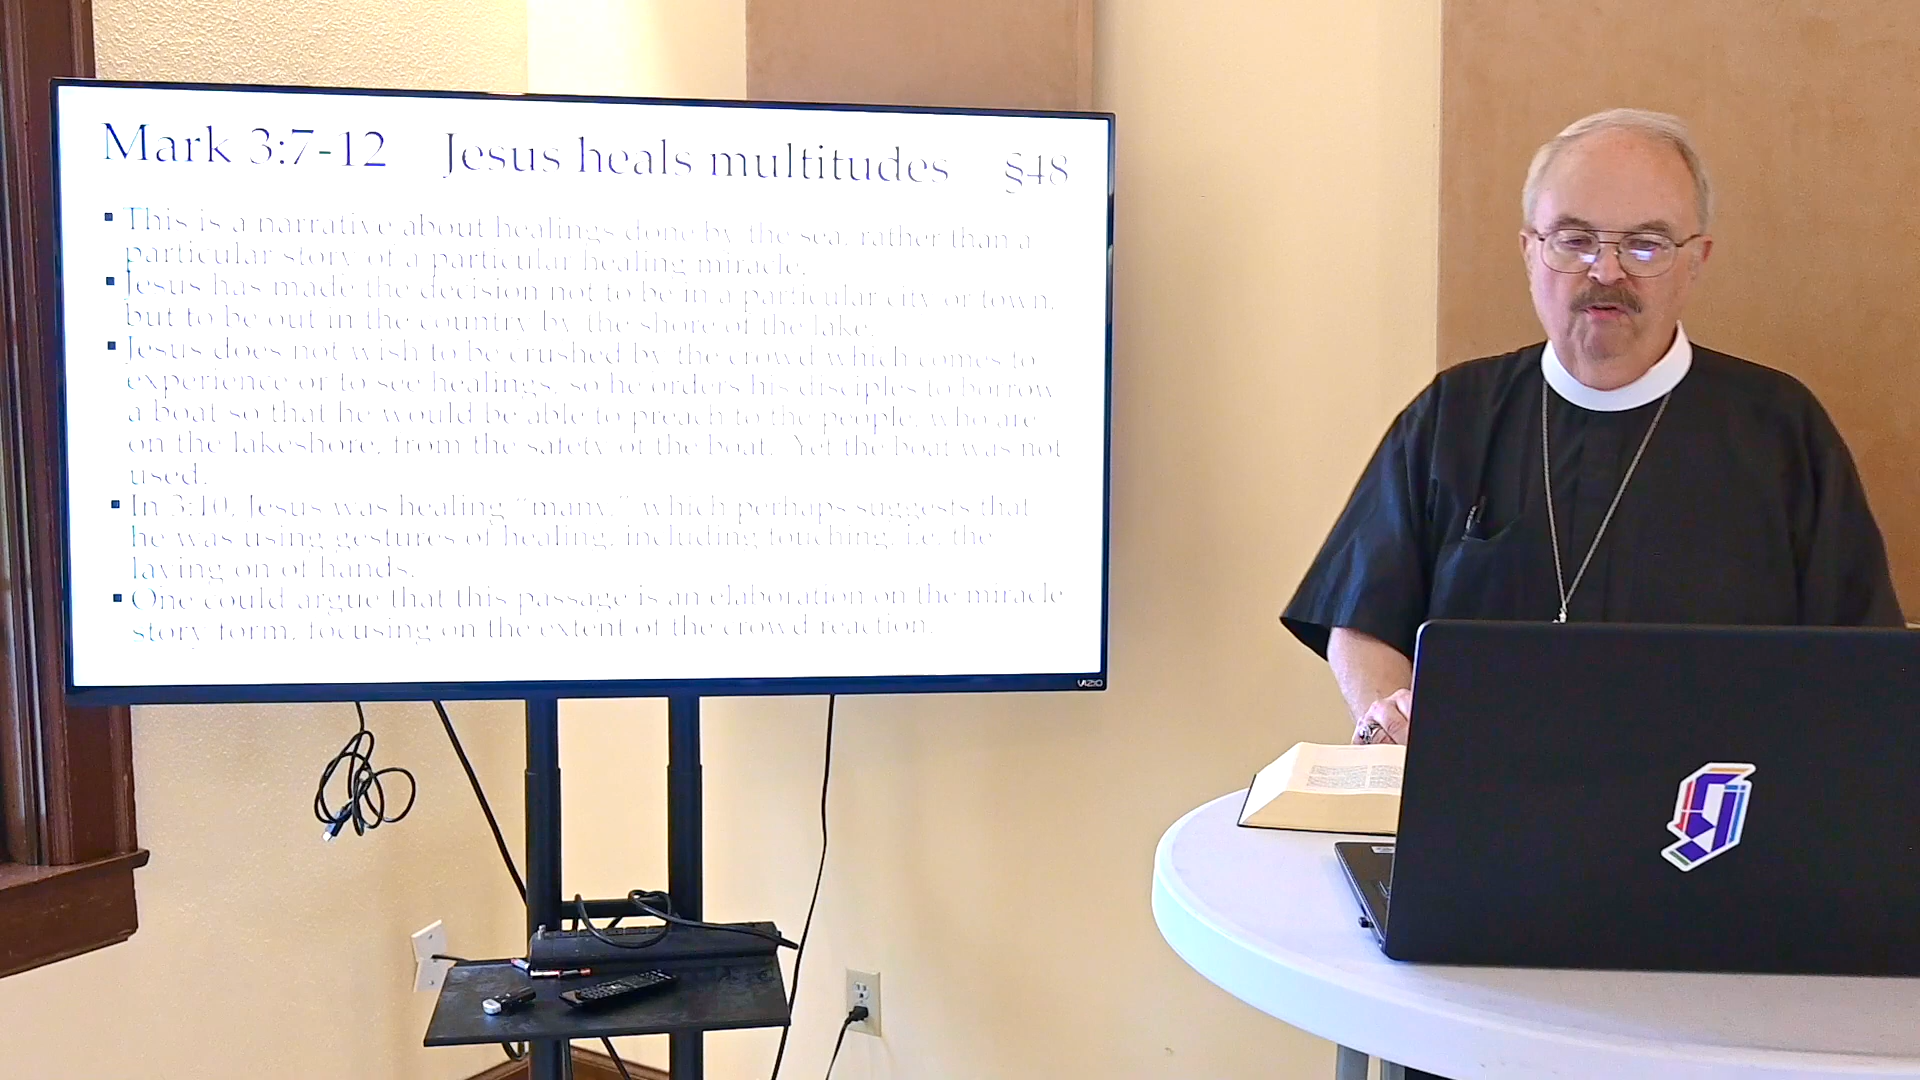 Mark 3:7-12 Jesus heals multitudes §48
▪ This is a narrative about healings done by the sea, rather than a
particular story of a particular healing miracle.
▪ Jesus has made the decision not to be in a particular city or town,
but to be out in the country by the shore of the lake.
▪ Jesus does not wish to be crushed by the crowd which comes to
experience or to see healings, so he orders his disciples to borrow
a boat so that he would be able to preach to the people, who are
on the lakeshore, from the safety of the boat. Yet the boat was not
used.
▪ In 3:10, Jesus was healing “many,” which perhaps suggests that
he was using gestures of healing, including touching, i.e. the
laying on of hands.
▪ One could argue that this passage is an elaboration on the miracle
story form, focusing on the extent of the crowd reaction.
VIZIO